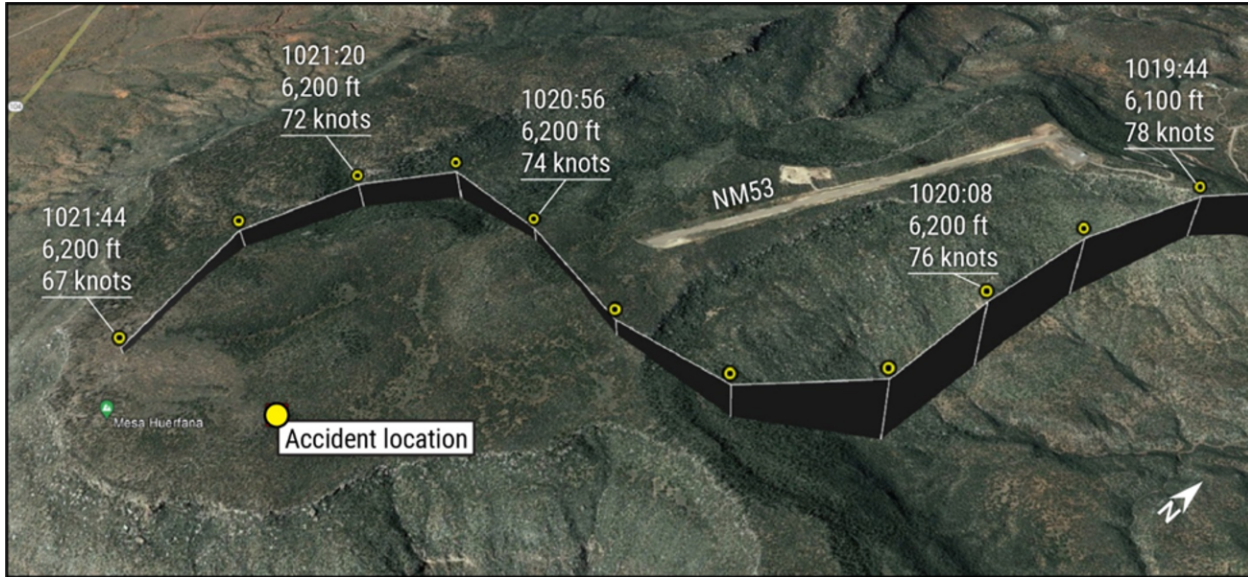 1021:20
6,200 ft
72 knots
1020:56
6,200 ft
74 knots
1019:44
6,100 ft
78 knots
NM53
1020:08
6,200 ft
76 knots
1021:44
6,200 ft
67 knots
Mesa Huerfana
Accident location
N